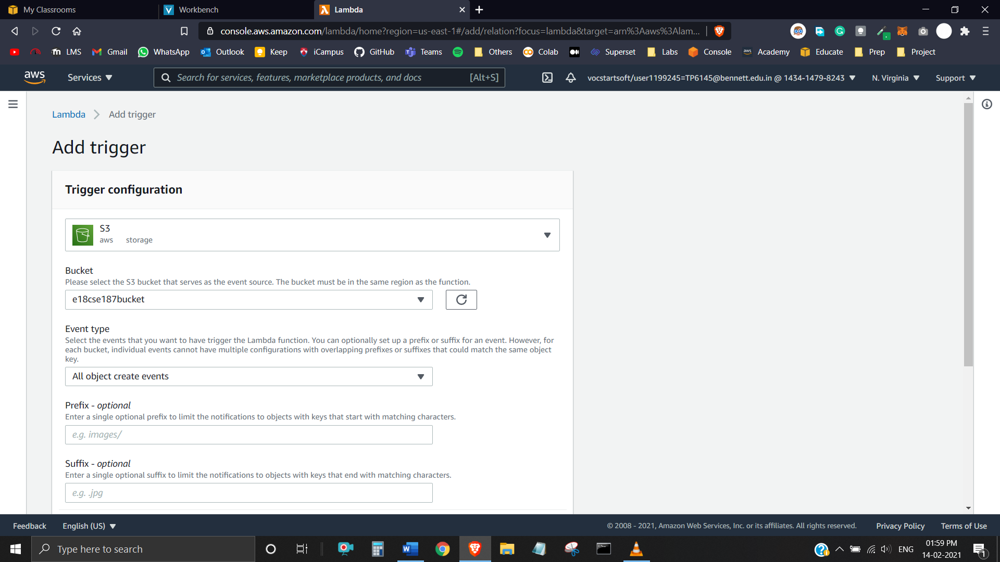 My Classrooms
Workbench
Lambda
console.aws.amazon.com/lambda/home?region=us-east-1#/add/relation?focus=lambda&target=arn%3Aaws%3Alam...
LMS
Gmail
WhatsApp
Outlook
Keep
iCampus
GitHub
Teams
Others
Colab
Superset
Labs
Console
aws
Academy
Educate
Prep
Project
aws
Services
Search for services, features, marketplace products, and docs
[Alt+S]
vocstartsoft/user1199245=TP6145@bennett.edu.in @ 1434-1479-8243
N. Virginia
Support
Lambda
Add trigger
Add trigger
Trigger configuration
S3
aws storage
Bucket
Please select the S3 bucket that serves as the event source. The bucket must be in the same region as the function.
e18cse187bucket
Event type
Select the events that you want to have trigger the Lambda function. You can optionally set up a prefix or suffix for an event. However, for
each bucket, individual events cannot have multiple configurations with overlapping prefixes or suffixes that could match the same object
key.
All object create events
Prefix - optional
Enter a single optional prefix to limit the notifications to objects with keys that start with matching characters.
e.g. images/
Suffix - optional
Enter a single optional suffix to limit the notifications to objects with keys that end with matching characters.
e.g. .jpg
Feedback
English (US)
© 2008 - 2021, Amazon Web Services, Inc. or its affiliates. All rights reserved.
Privacy Policy
Terms of Use
Type here to search
ENG
01:59 PM
14-02-2021
1